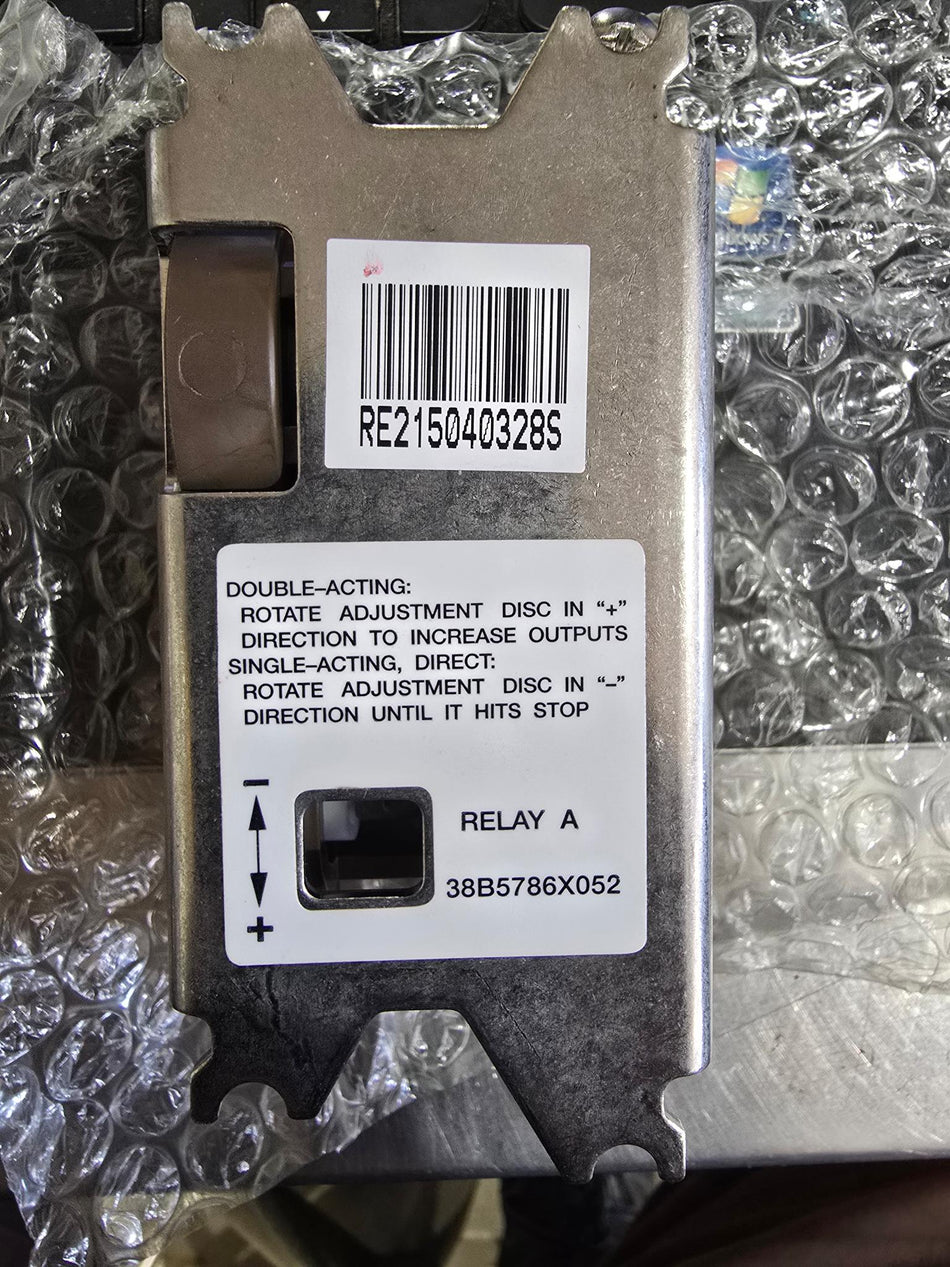 RE215040328S
DOUBLE–ACTING:
ROTATE ADJUSTMENT DISC IN “+”
DIRECTION TO INCREASE OUTPUTS
SINGLE–ACTING, DIRECT:
ROTATE ADJUSTMENT DISC IN “–”
DIRECTION UNTIL IT HITS STOP
–
RELAY A
38B5786X052
+